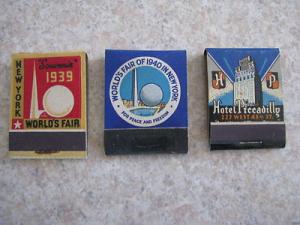 Souvenir
1939
NEW YORK
WORLD'S FAIR
WORLD'S FAIR OF 1940 IN NEW YORK
FOR PEACE AND FREEDOM
H P
Hotel Piccadilly
227 WEST 45TH ST.